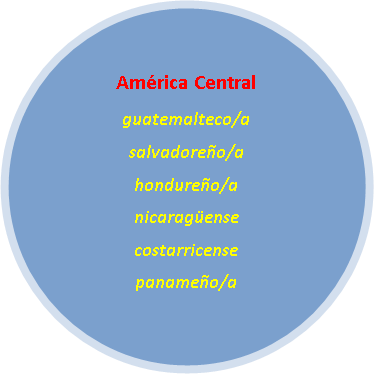 América Central
guatemalteco/a
salvadoreño/a
hondureño/a
nicaragüense
costarricense
panameño/a